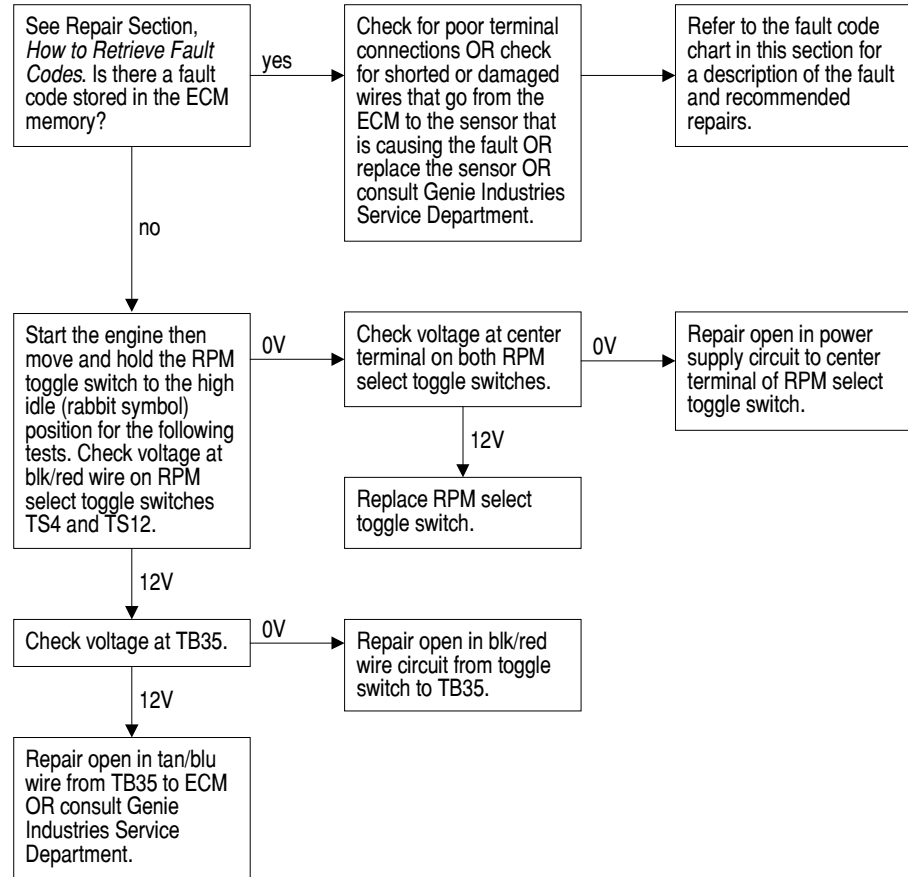 See Repair Section,
How to Retrieve Fault
Codes. Is there a fault
code stored in the ECM
memory?
yes
Check for poor terminal
connections OR check
for shorted or damaged
wires that go from the
ECM to the sensor that
is causing the fault OR
replace the sensor OR
consult Genie Industries
Service Department.
Refer to the fault code
chart in this section for
a description of the fault
and recommended
repairs.
no
Start the engine then
move and hold the RPM
toggle switch to the high
idle (rabbit symbol)
position for the following
tests. Check voltage at
blk/red wire on RPM
select toggle switches
TS4 and TS12.
0V
Check voltage at center
terminal on both RPM
select toggle switches.
0V
Repair open in power
supply circuit to center
terminal of RPM select
toggle switch.
12V
Replace RPM select
toggle switch.
12V
Check voltage at TB35.
0V
Repair open in blk/red
wire circuit from toggle
switch to TB35.
12V
Repair open in tan/blu
wire from TB35 to ECM
OR consult Genie
Industries Service
Department.